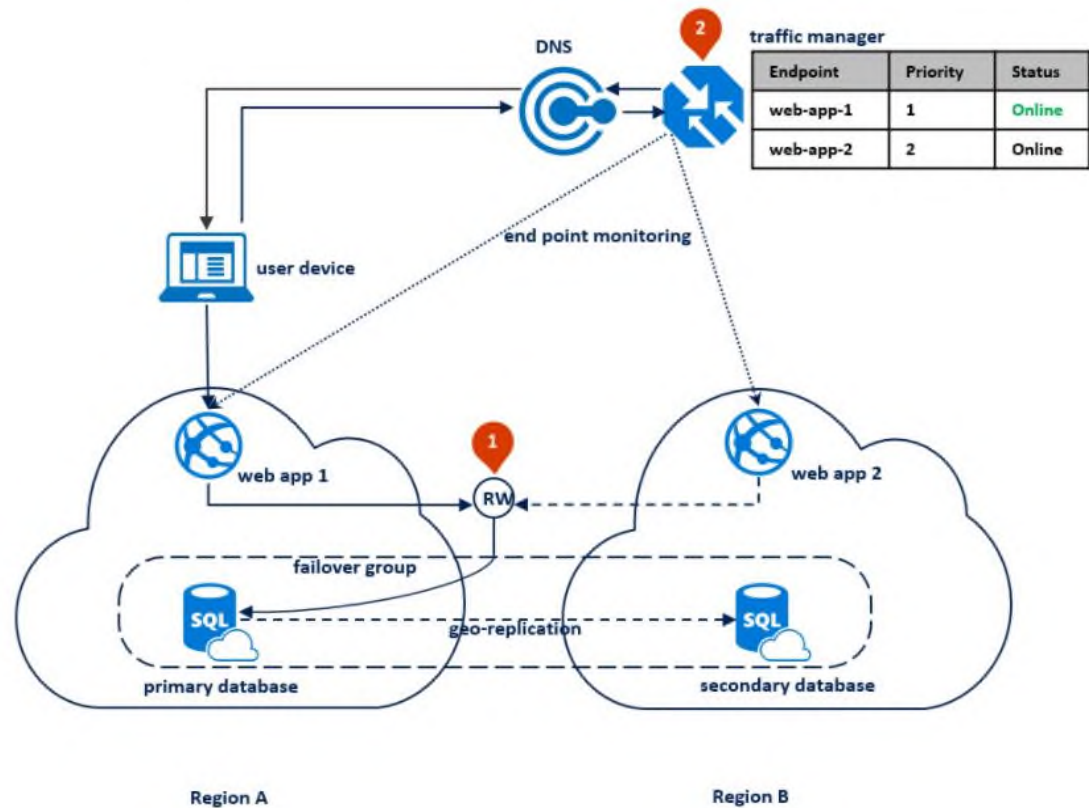 2
DNS
traffic manager
Endpoint Priority Status
web-app-1 1 Online
web-app-2 2 Online
end point monitoring
user device
1
web app 1
RW
web app 2
failover group
SQL
geo-replication
SQL
primary database
secondary database
Region A
Region B